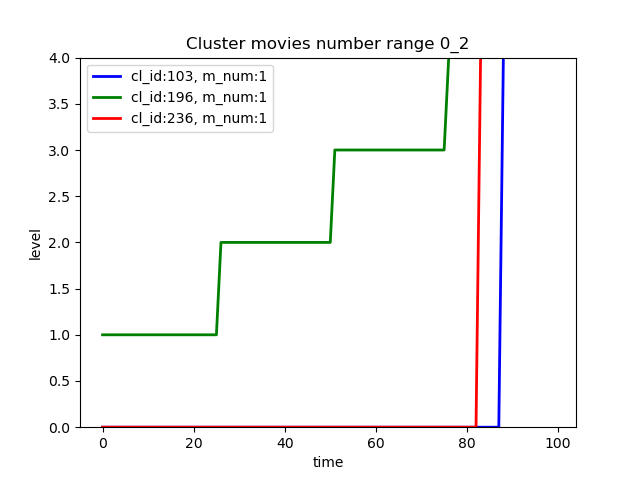 Cluster movies number range 0_2
cl_id:103, m_num:1
cl_id:196, m_num:1
cl_id:236, m_num:1
level
4.0
3.5
3.0
2.5
2.0
1.5
1.0
0.5
0.0
0 20 40 60 80 100
time